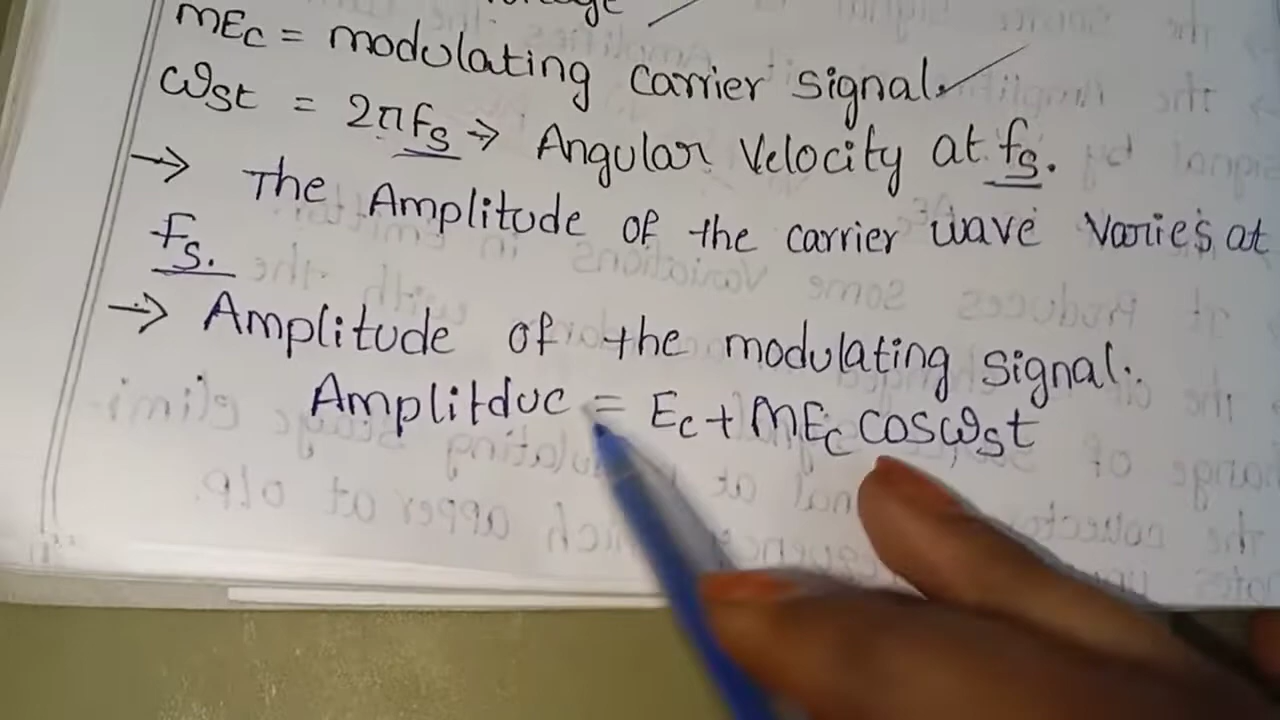 mEc = modulating carrier signal.
ωst = 2πfs → Angular Velocity at fs.
→ The Amplitude of the carrier wave varies at
fs.
→ Amplitude of the modulating signal.
Amplitduc = Ec + MEc cosωst